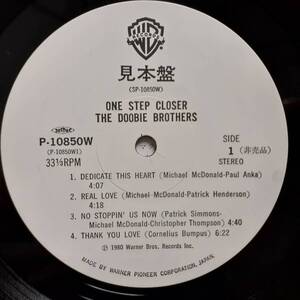 見本盤
(SP-10850W)
ONE STEP CLOSER
THE DOOBIE BROTHERS
P-10850W
(P-10850W1)
33⅓RPM
SIDE
1 (非売品)
STEREO
1. DEDICATE THIS HEART (Michael McDonald-Paul Anka)
4:07
2. REAL LOVE (Michael McDonald-Patrick Henderson)
4:18
3. NO STOPPIN' US NOW (Patrick Simmons-
Michael McDonald-Christopher Thompson) 4:40
4. THANK YOU LOVE (Cornelius Bumpus) 6:22
Ⓟ 1980 Warner Bros. Records Inc.
MADE BY WARNER-PIONEER CORPORATION, JAPAN